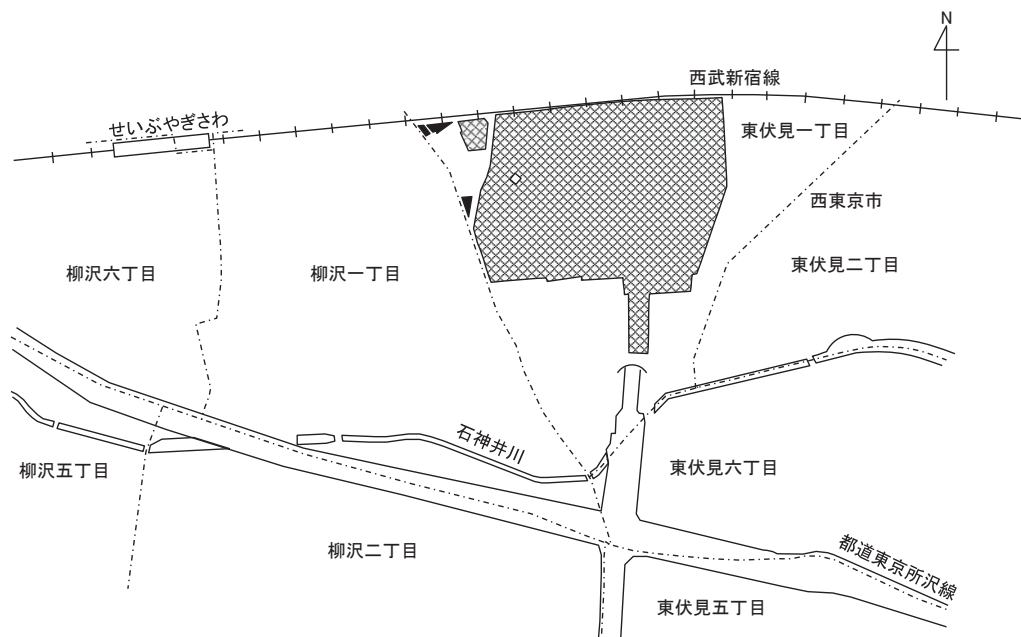 N
西武新宿線
せいぶやぎさわ
東伏見一丁目
西東京市
東伏見二丁目
柳沢六丁目
柳沢一丁目
石神井川
柳沢五丁目
東伏見六丁目
柳沢二丁目
都道東京所沢線
東伏見五丁目